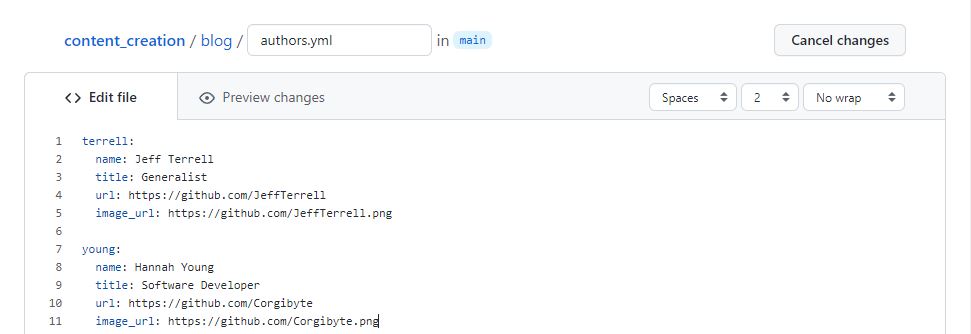 content_creation / blog / authors.yml in main Cancel changes
<> Edit file Preview changes Spaces 2 No wrap
1 terrell:
2   name: Jeff Terrell
3   title: Generalist
4   url: https://github.com/JeffTerrell
5   image_url: https://github.com/JeffTerrell.png
6
7 young:
8   name: Hannah Young
9   title: Software Developer
10   url: https://github.com/Corgibyte
11   image_url: https://github.com/Corgibyte.png